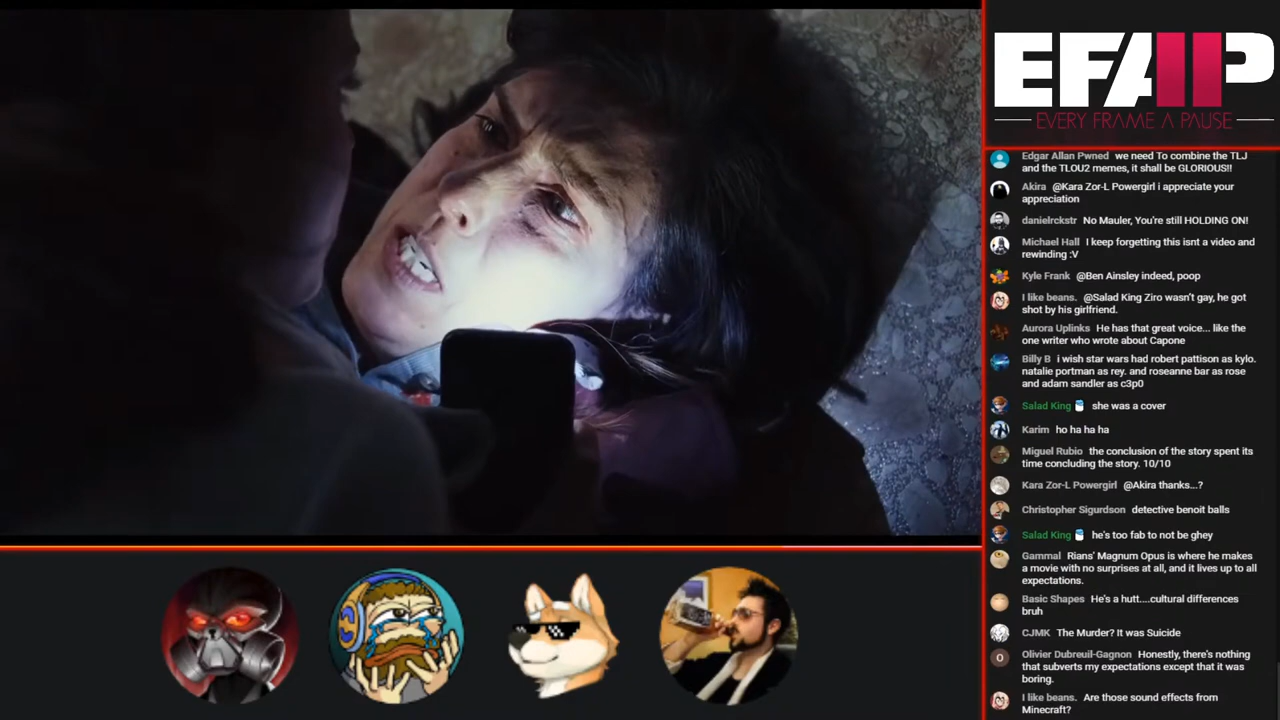 EFAP
EVERY FRAME A PAUSE
Edgar Allan Pwned we need To combine the TLJ
and the TLOU2 memes, it shall be GLORIOUS!!
Akira @Kara Zor-L Powergirl i appreciate your
appreciation
danielrckstr No Mauler, You're still HOLDING ON!
Michael Hall I keep forgetting this isnt a video and
rewinding :V
Kyle Frank @Ben Ainsley indeed, poop
I like beans. @Salad King Ziro wasn't gay, he got
shot by his girlfriend.
Aurora Uplinks He has that great voice... like the
one writer who wrote about Capone
Billy B i wish star wars had robert pattison as kylo.
natalie portman as rey. and roseanne bar as rose
and adam sandler as c3p0
Salad King she was a cover
Karim ho ha ha ha
Miguel Rubio the conclusion of the story spent its
time concluding the story. 10/10
Kara Zor-L Powergirl @Akira thanks...?
Christopher Sigurdson detective benoit balls
Salad King he's too fab to not be ghey
Gammal Rians' Magnum Opus is where he makes
a movie with no surprises at all, and it lives up to all
expectations.
Basic Shapes He's a hutt....cultural differences
bruh
CJMK The Murder? It was Suicide
O
Olivier Dubreuil-Gagnon Honestly, there's nothing
that subverts my expectations except that it was
boring.
I like beans. Are those sound effects from
Minecraft?